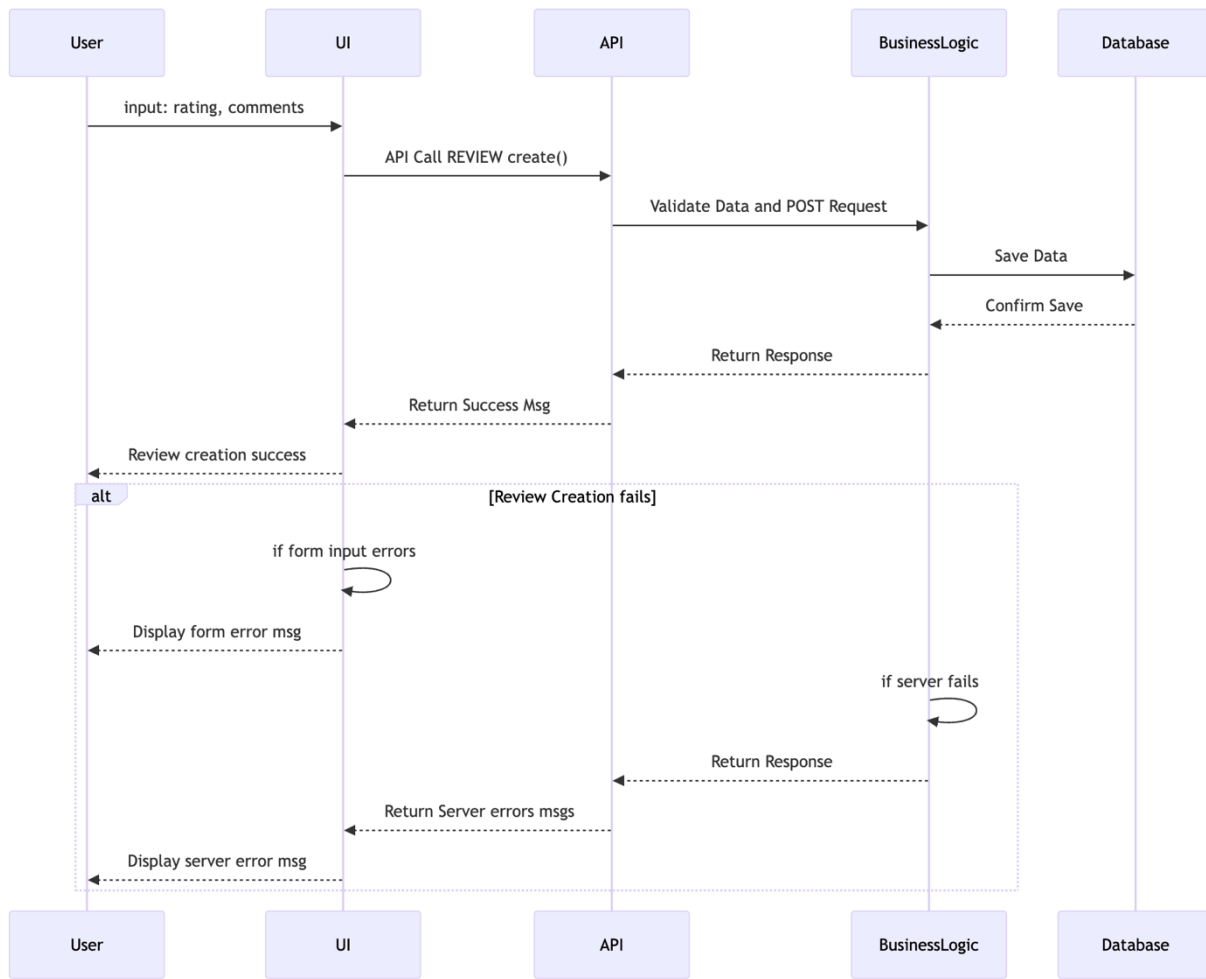 User
UI
API
BusinessLogic
Database
input: rating, comments
API Call REVIEW create()
Validate Data and POST Request
Save Data
Confirm Save
Return Response
Return Success Msg
Review creation success
alt
[Review Creation fails]
if form input errors
Display form error msg
if server fails
Return Response
Return Server errors msgs
Display server error msg
User
UI
API
BusinessLogic
Database